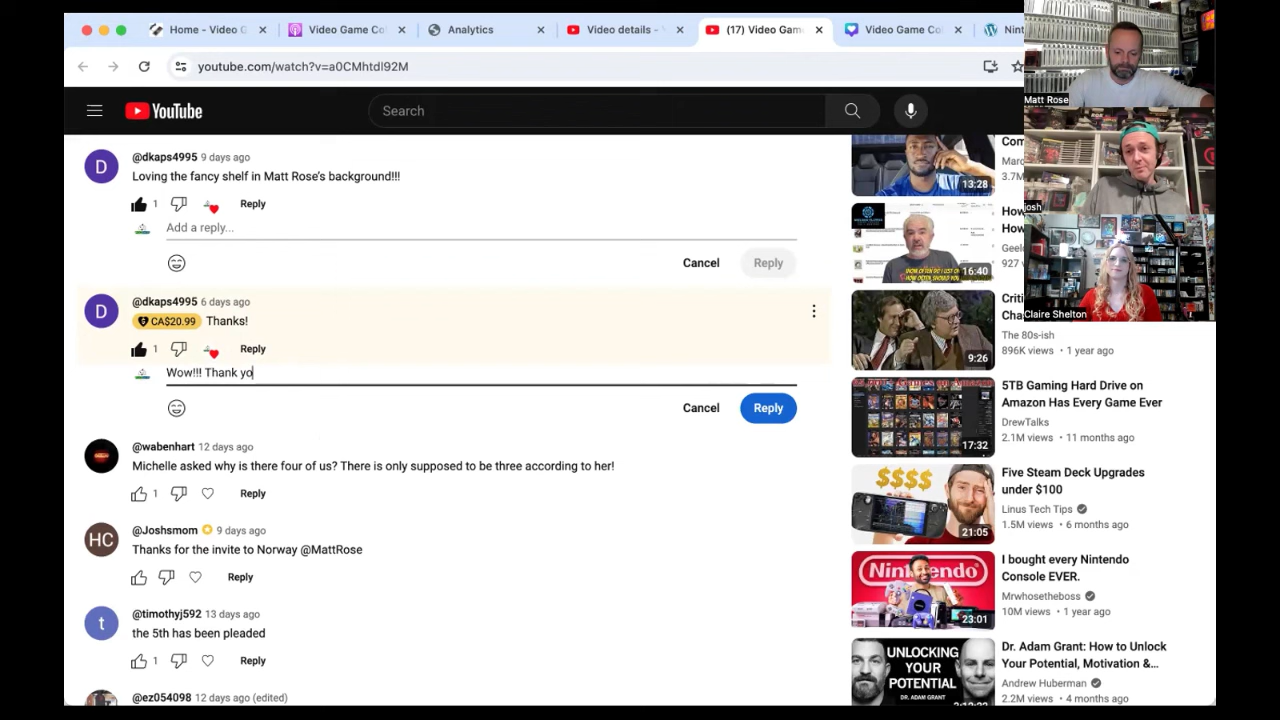 Home - Video G
Video Game Col
Analytics
Video details -
(17) Video Gam
Video Game Col
Nint
youtube.com/watch?v=a0CMhtdl92M
YouTube
Search
@dkaps4995 9 days ago
Loving the fancy shelf in Matt Rose's background!!!
1
Reply
Add a reply...
Cancel
Reply
@dkaps4995 6 days ago
CA$20.99 Thanks!
1
Reply
Wow!!! Thank yo
Cancel
Reply
@wabenhart 12 days ago
Michelle asked why is there four of us? There is only supposed to be three according to her!
1
Reply
HC
@Joshsmom 9 days ago
Thanks for the invite to Norway @MattRose
Reply
t
@timothyj592 13 days ago
the 5th has been pleaded
1
Reply
@ez054098 12 days ago (edited)
D
D
Com
Marc
3.7M
13:28
How
How
Geel
927
16:40
Criti
Cha
The 80s-ish
896K views • 1 year ago
9:26
5TB Gaming Hard Drive on
Amazon Has Every Game Ever
DrewTalks
2.1M views • 11 months ago
17:32
Five Steam Deck Upgrades
under $100
Linus Tech Tips
1.5M views • 6 months ago
$$$$
21:05
I bought every Nintendo
Console EVER.
Mrwhosetheboss
10M views • 1 year ago
Nintendo
23:01
Dr. Adam Grant: How to Unlock
Your Potential, Motivation &...
Andrew Huberman
2.2M views • 4 months ago
UNLOCKING
YOUR
POTENTIAL
DR. ADAM GRANT
Matt Rose
josh
Claire Shelton